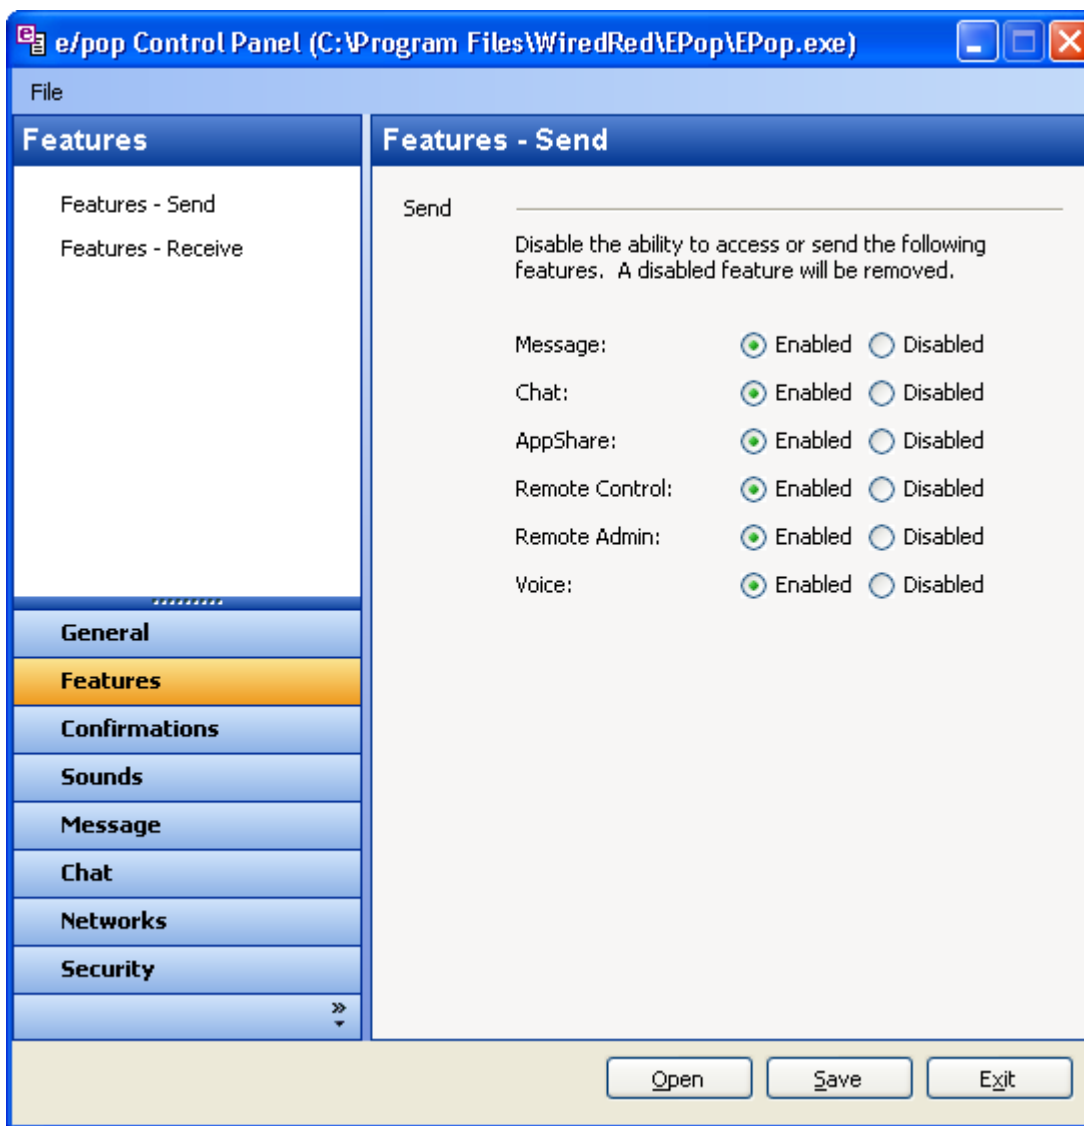 e/pop Control Panel (C:\Program Files\WiredRed\EPop\EPop.exe)
File
Features
Features - Send
Features - Receive
General
Features
Confirmations
Sounds
Message
Chat
Networks
Security
Features - Send
Send
Disable the ability to access or send the following
features. A disabled feature will be removed.
Message: Enabled Disabled
Chat: Enabled Disabled
AppShare: Enabled Disabled
Remote Control: Enabled Disabled
Remote Admin: Enabled Disabled
Voice: Enabled Disabled
Open Save Exit